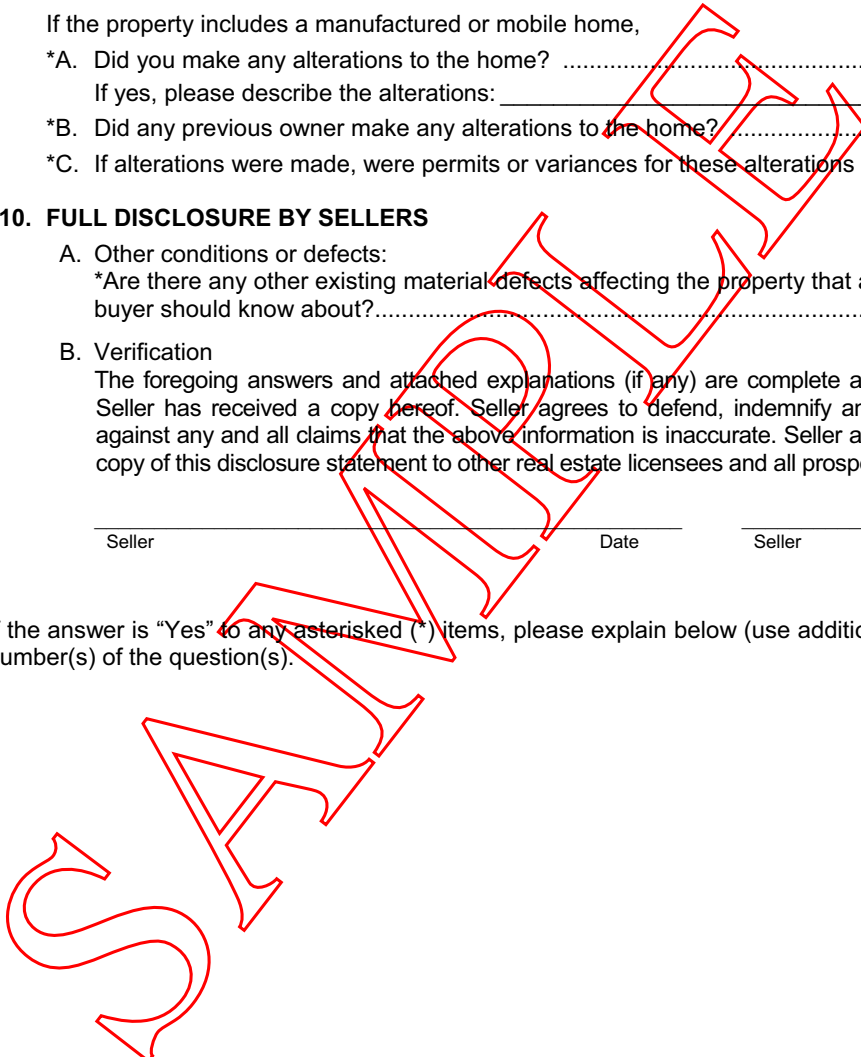 If the property includes a manufactured or mobile home,
*A. Did you make any alterations to the home? ................................................
If yes, please describe the alterations: ______________________________
*B. Did any previous owner make any alterations to the home? ......................
*C. If alterations were made, were permits or variances for these alterations
10. FULL DISCLOSURE BY SELLERS
A. Other conditions or defects:
*Are there any other existing material defects affecting the property that a
buyer should know about?..........................................................................
B. Verification
The foregoing answers and attached explanations (if any) are complete a
Seller has received a copy hereof. Seller agrees to defend, indemnify an
against any and all claims that the above information is inaccurate. Seller a
copy of this disclosure statement to other real estate licensees and all prospe
Seller Date Seller
the answer is “Yes” to any asterisked (*) items, please explain below (use additio
umber(s) of the question(s).
SAMPLE